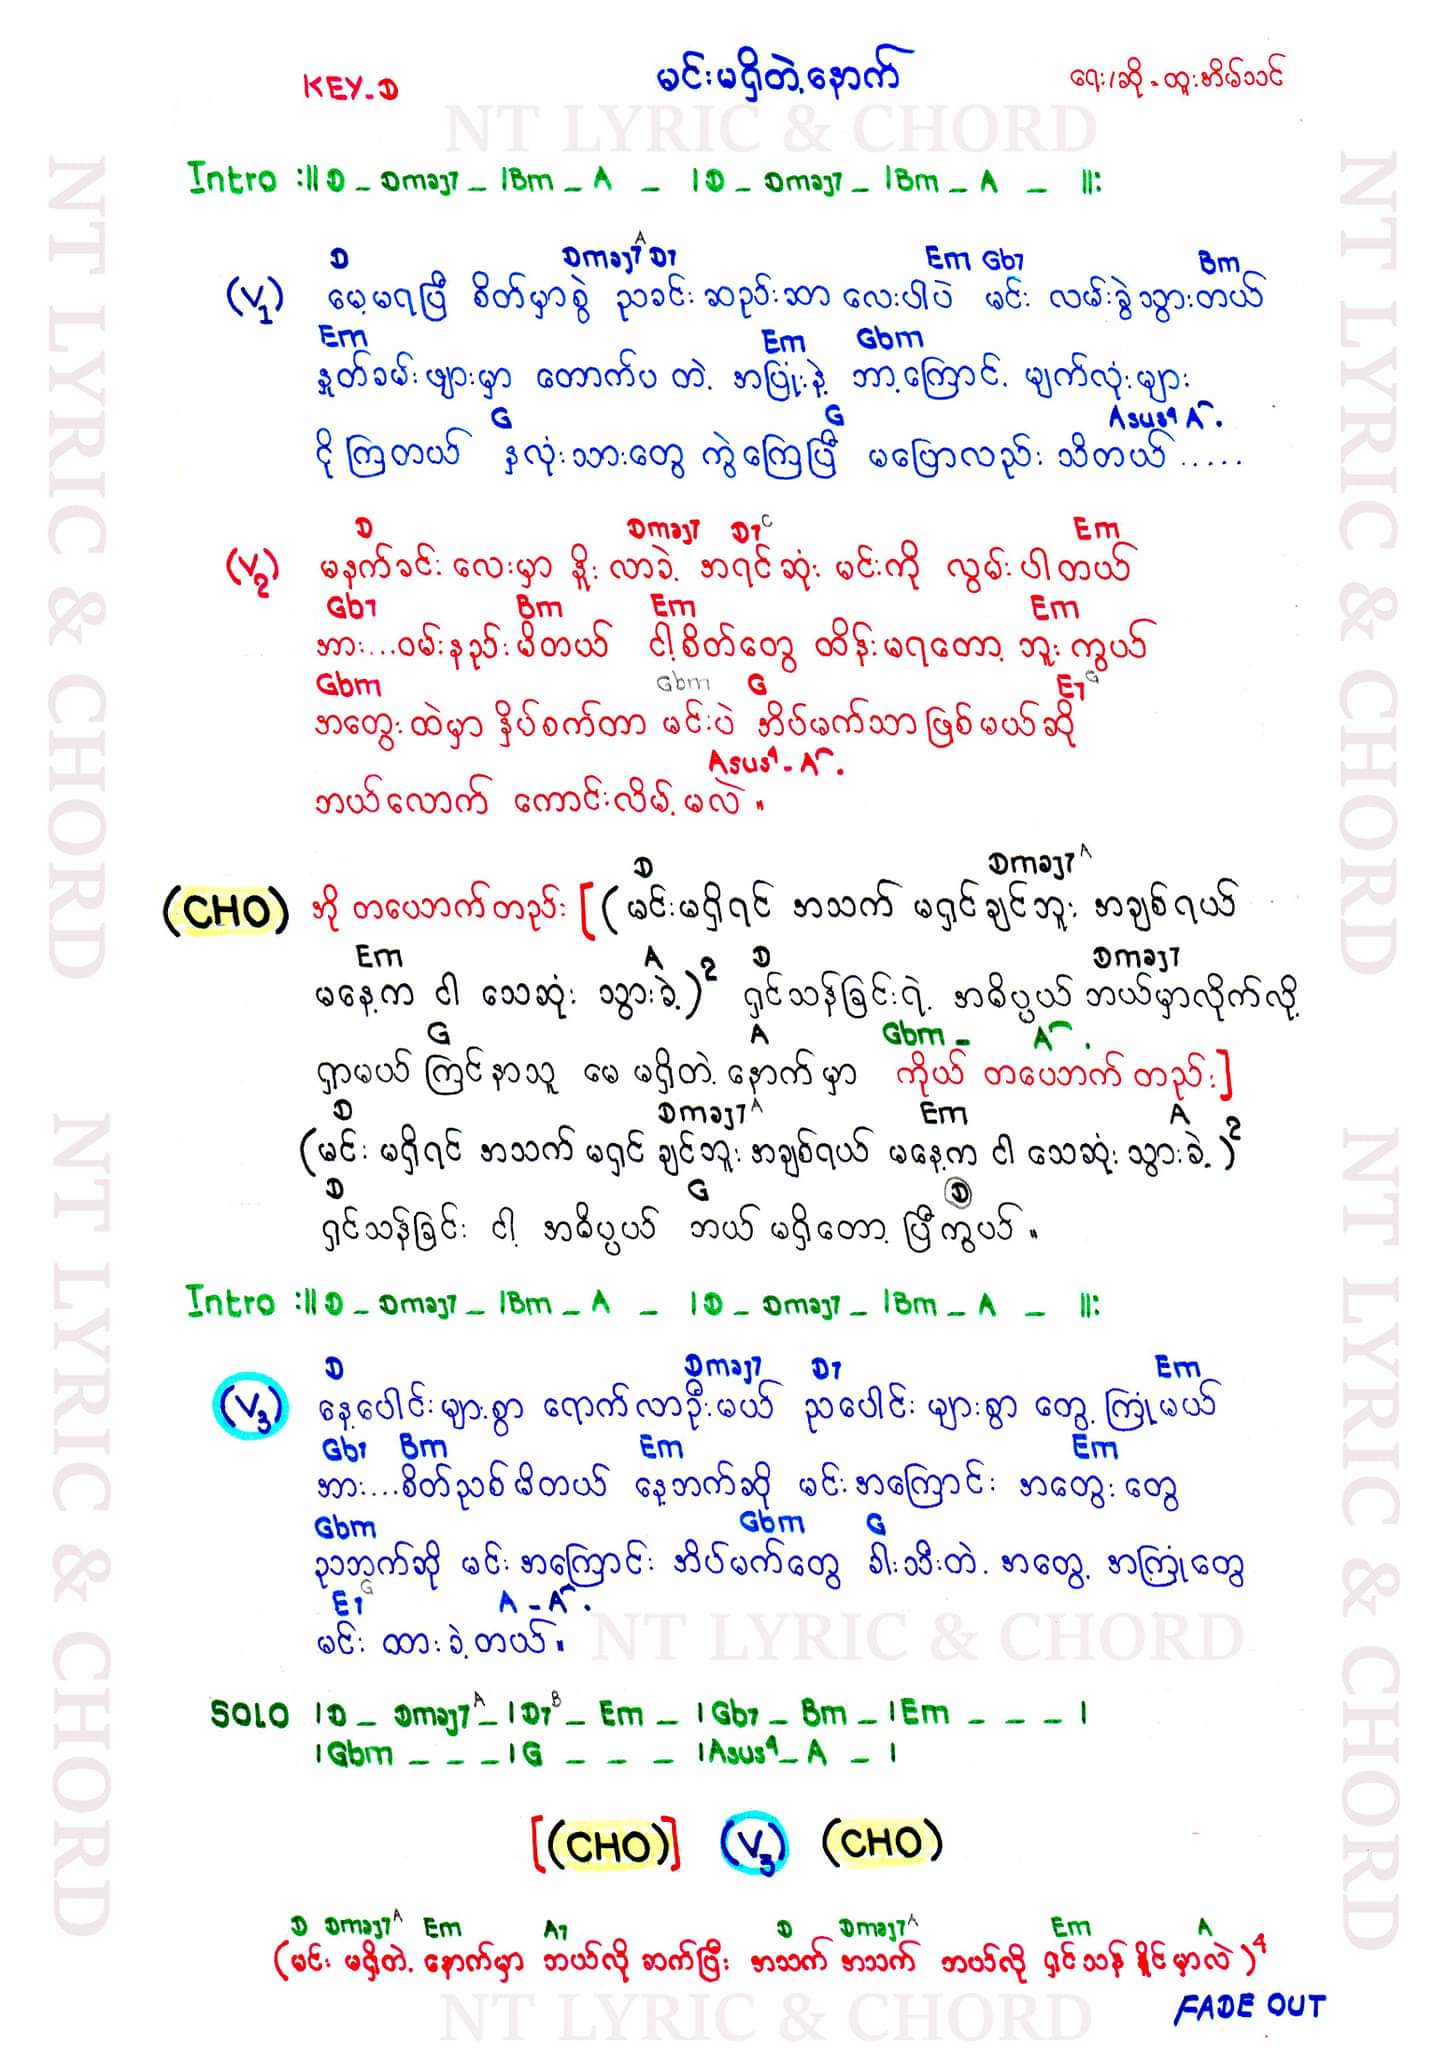 KEY-D
မင်းမရှိတဲ့နောက်
ရေး/ဆို - ထူးအိမ်သင်
NT LYRIC & CHORD
Intro :|| D _ Dmaj7 _ | Bm _ A _ | D _ Dmaj7 _ | Bm _ A _ ||:
D Dmaj7 A D7 Em Gb7 Bm
(V1) မေ့မရပြီ စိတ်မှာစွဲ ညခင်းဆည်းဆာလေးပါပဲ မင်း လမ်းခွဲသွားတယ်
Em Em Gbm
နှုတ်ခမ်းဖျားမှာ တောက်ပ တဲ့ အပြုံးနဲ့ ဘာ့ကြောင့် မျက်လုံးများ
G G Asus4 A
ငိုကြတယ် နှလုံးသားတွေ ကွဲကြေပြီ မပြောလည်း သိတယ် .....
D Dmaj7 D7 C Em
(V2) မနက်ခင်းလေးမှာ နိုးလာခဲ့ အရင်ဆုံး မင်းကို လွမ်းပါတယ်
Gb7 Bm Em Em
အား...ဝမ်းနည်းမိတယ် ငါ့စိတ်တွေ ထိန်းမရတော့ဘူးကွယ်
Gbm Gbm G E7 G
အတွေးထဲမှာ နှိပ်စက်တာ မင်းပဲ အိပ်မက်သာဖြစ်မယ်ဆို
Asus4 - A
ဘယ်လောက် ကောင်းလိမ့်မလဲ ။
D Dmaj7 A
(CHO) အို တယောက်တည်း [(မင်းမရှိရင် အသက် မရှင်ချင်ဘူး အချစ်ရယ်
Em A D Dmaj7
မနေ့က ငါ သေဆုံး သွားခဲ့)2 ရှင်သန်ခြင်းရဲ့ အဓိပ္ပယ် ဘယ်မှာလိုက်လို့
G A Gbm - A
ရှာမယ် ကြင်နာသူ မေ မရှိတဲ့နောက်မှာ ကိုယ် တယောက်တည်း]
D Dmaj7 A Em A
(မင်း မရှိရင် အသက် မရှင်ချင်ဘူး အချစ်ရယ် မနေ့က ငါ သေဆုံးသွားခဲ့)2
D G D
ရှင်သန်ခြင်း ငါ့ အဓိပ္ပယ် ဘယ် မရှိတော့ ပြီကွယ် ။
Intro :|| D _ Dmaj7 _ | Bm _ A _ | D _ Dmaj7 _ | Bm _ A _ ||:
D Dmaj7 D7 Em
(V3) နေ့ပေါင်းများစွာ ရောက်လာဦးမယ် ညပေါင်းများစွာ တွေ့ကြုံမယ်
Gb7 Bm Em Em
အား...စိတ်ညစ်မိတယ် နေ့ဘက်ဆို မင်းအကြောင်း အတွေးတွေ
Gbm Gbm G
ညဘက်ဆို မင်းအကြောင်း အိပ်မက်တွေ ခါးသီးတဲ့ အတွေ့အကြုံတွေ
E7 G A - A
မင်း ထားခဲ့တယ် ။
NT LYRIC & CHORD
SOLO | D _ Dmaj7 A _ | D7 B _ Em _ | Gb7 _ Bm _ | Em _ _ _ |
| Gbm _ _ _ | G _ _ _ | Asus4 _ A _ |
[(CHO)] (V3) (CHO)
D Dmaj7 A Em A7 D Dmaj7 A Em A
(မင်း မရှိတဲ့နောက်မှာ ဘယ်လိုဆက်ပြီး အသက် အသက် ဘယ်လို ရှင်သန်နိုင်မှာလဲ)4
FADE OUT
NT LYRIC & CHORD
NT LYRIC & CHORD
NT LYRIC & CHORD
NT LYRIC & CHORD
NT LYRIC & CHORD